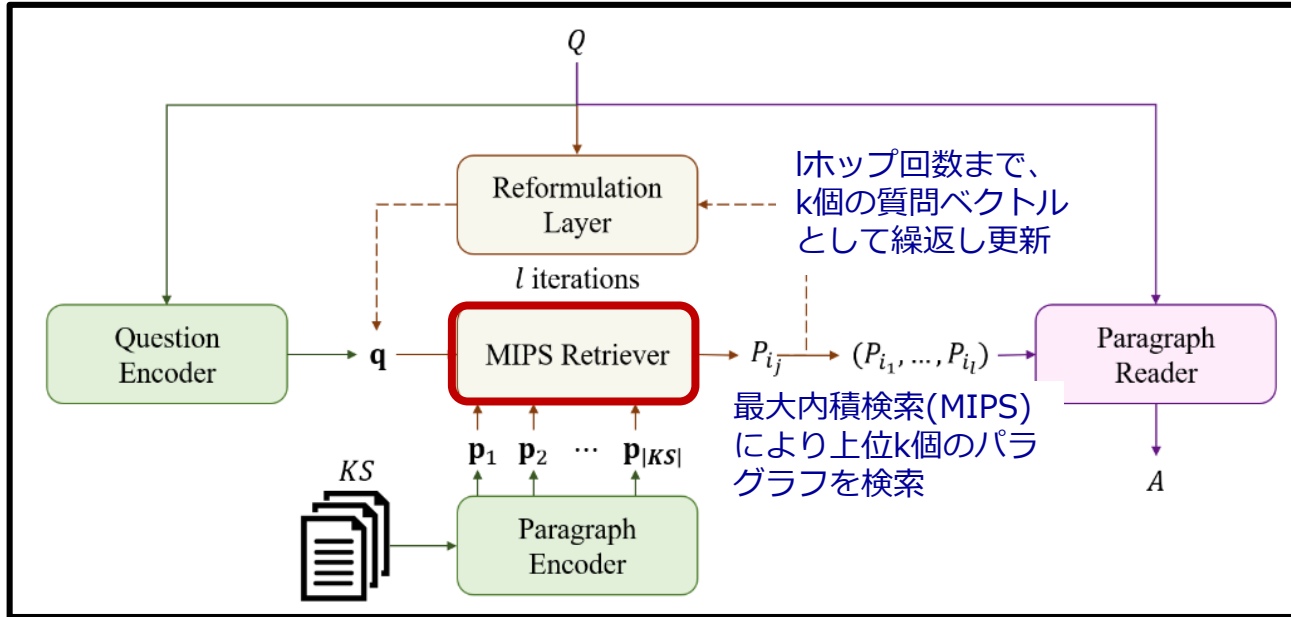 Q
Reformulation
Layer
lホップ回数まで、
k個の質問ベクトル
として繰返し更新
l iterations
Question
Encoder
q
MIPS Retriever
P_{i_j}
(P_{i_1}, …, P_{i_l})
Paragraph
Reader
最大内積検索(MIPS)
により上位k個のパラ
グラフを検索
p_1 p_2 ⋯ p_{|KS|}
A
KS
Paragraph
Encoder